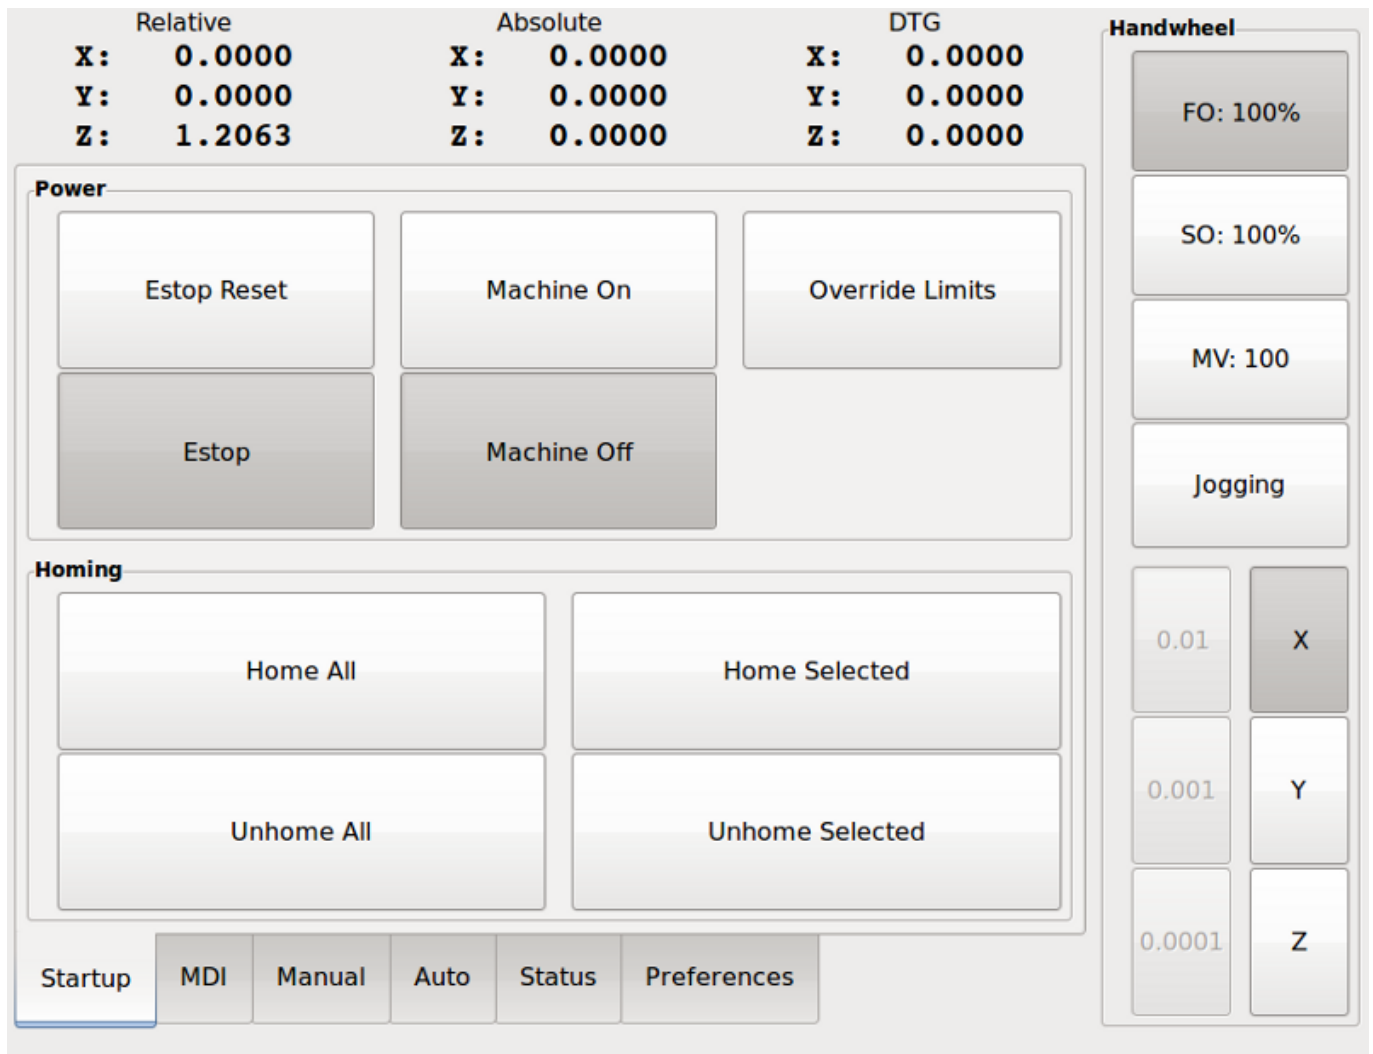 Relative Absolute DTG
X: 0.0000 X: 0.0000 X: 0.0000
Y: 0.0000 Y: 0.0000 Y: 0.0000
Z: 1.2063 Z: 0.0000 Z: 0.0000
Power
Estop Reset Machine On Override Limits
Estop Machine Off
Homing
Home All Home Selected
Unhome All Unhome Selected
Startup MDI Manual Auto Status Preferences
Handwheel
FO: 100%
SO: 100%
MV: 100
Jogging
0.01 X
0.001 Y
0.0001 Z